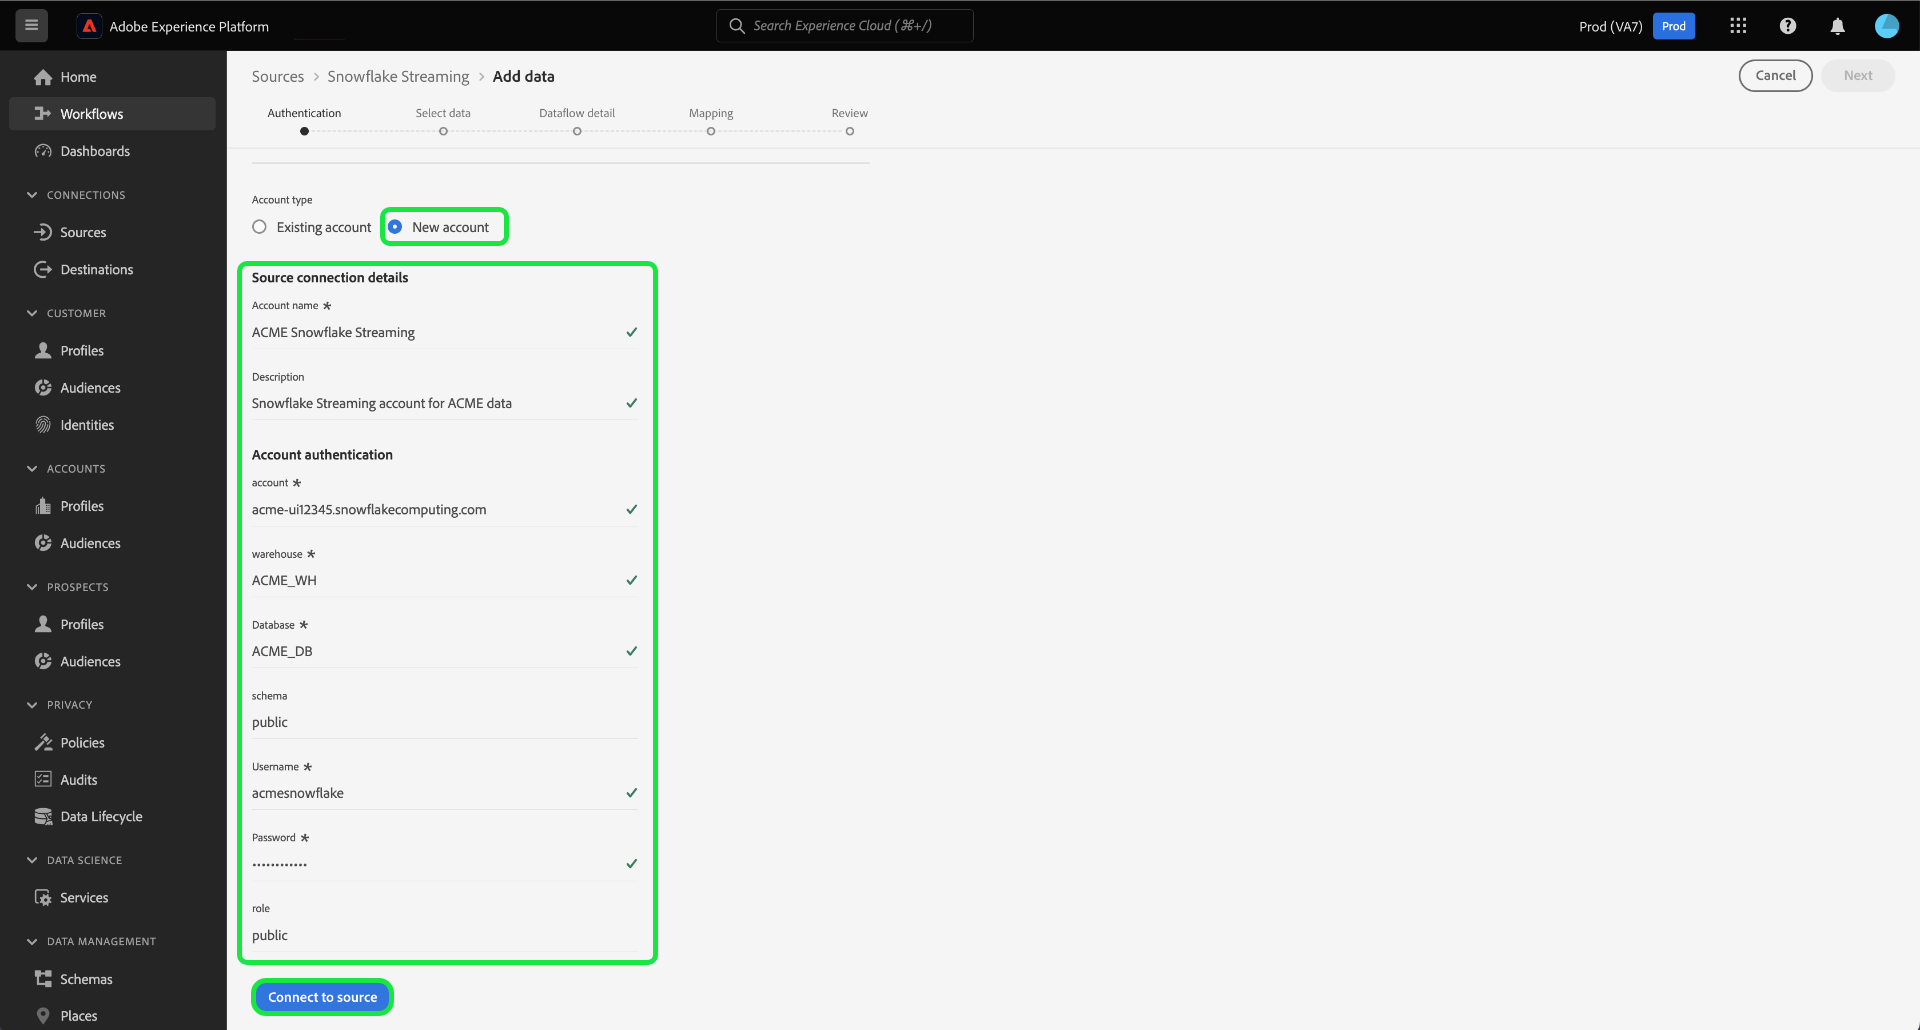 Adobe Experience Platform
Search Experience Cloud (⌘+/)
Prod (VA7)
Prod
Home
Workflows
Dashboards
CONNECTIONS
Sources
Destinations
CUSTOMER
Profiles
Audiences
Identities
ACCOUNTS
Profiles
Audiences
PROSPECTS
Profiles
Audiences
PRIVACY
Policies
Audits
Data Lifecycle
DATA SCIENCE
Services
DATA MANAGEMENT
Schemas
Places
Sources > Snowflake Streaming > Add data
Cancel
Next
Authentication
Select data
Dataflow detail
Mapping
Review
Account type
Existing account
New account
Source connection details
Account name *
ACME Snowflake Streaming
Description
Snowflake Streaming account for ACME data
Account authentication
account *
acme-ui12345.snowflakecomputing.com
warehouse *
ACME_WH
Database *
ACME_DB
schema
public
Username *
acmesnowflake
Password *
••••••••••••
role
public
Connect to source